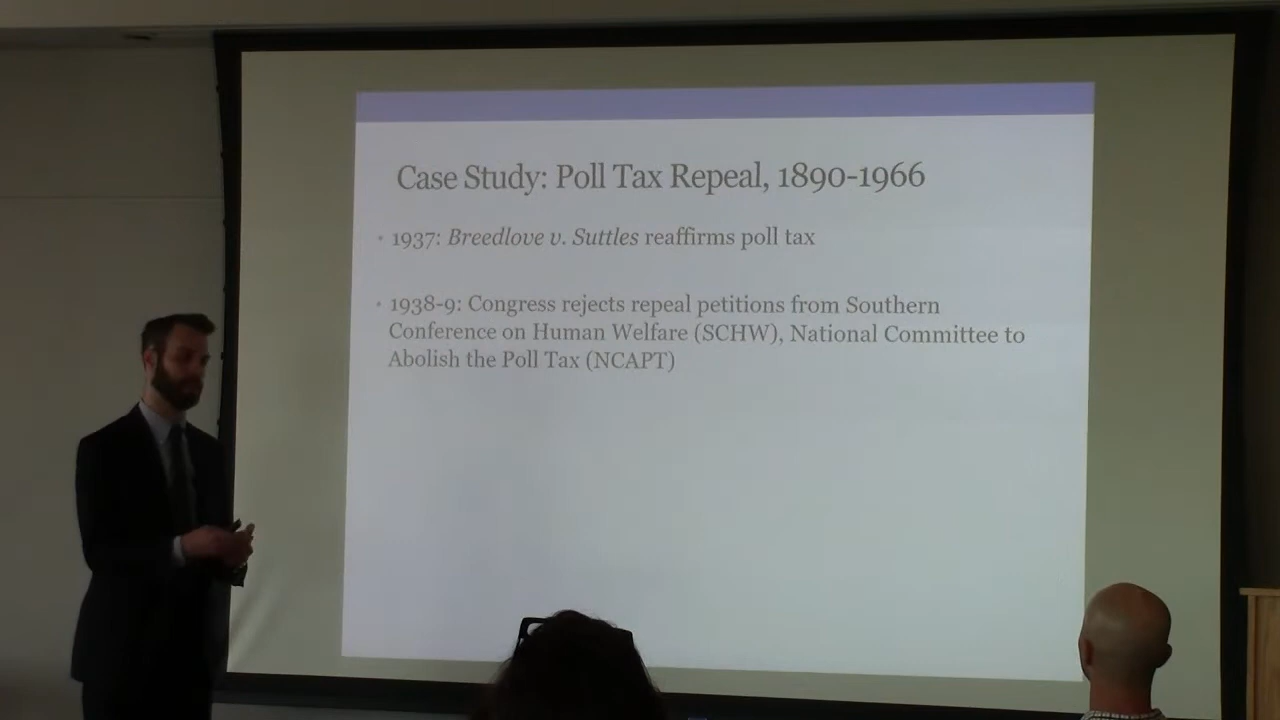 Case Study: Poll Tax Repeal, 1890-1966
• 1937: Breedlove v. Suttles reaffirms poll tax
• 1938-9: Congress rejects repeal petitions from Southern
Conference on Human Welfare (SCHW), National Committee to
Abolish the Poll Tax (NCAPT)